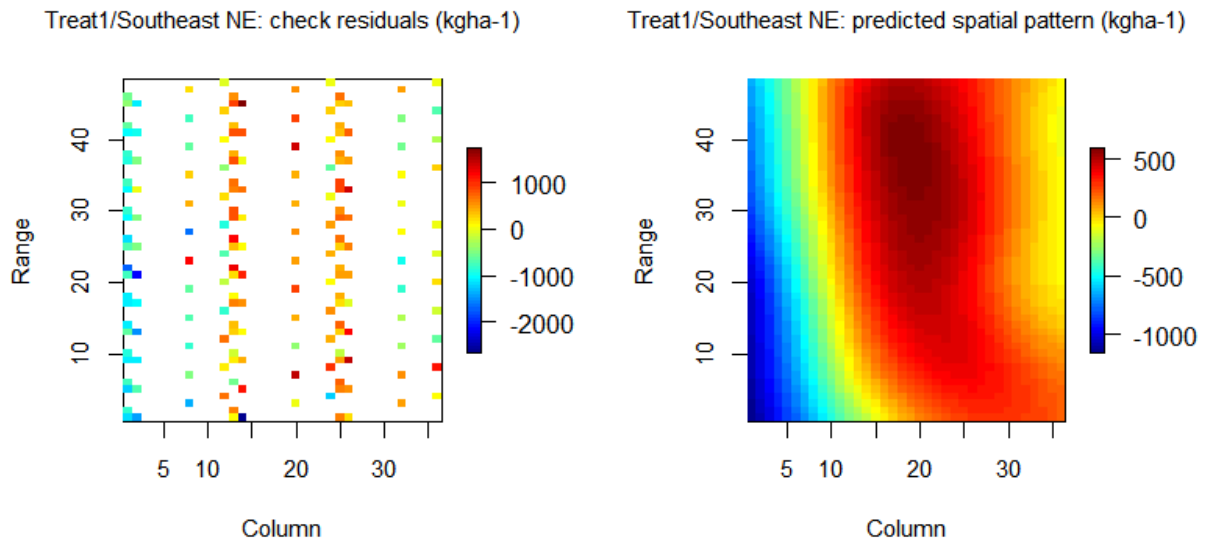 Treat1/Southeast NE: check residuals (kgha-1)
Range
40
30
20
10
5 10 20 30
Column
1000
0
-1000
-2000
Treat1/Southeast NE: predicted spatial pattern (kgha-1)
Range
40
30
20
10
5 10 20 30
Column
500
0
-500
-1000